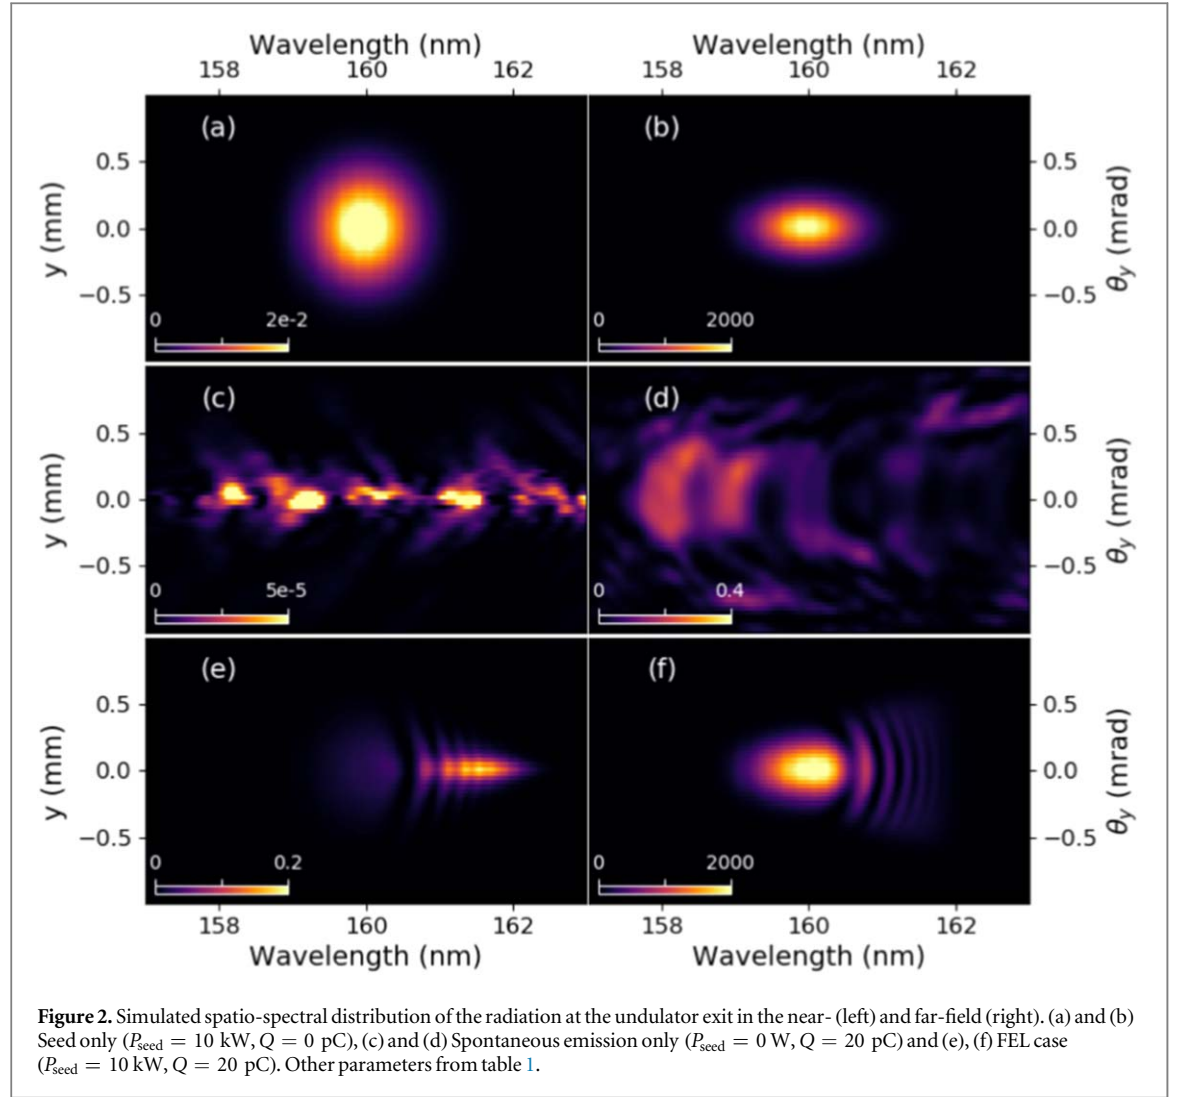 Wavelength (nm) Wavelength (nm)
158 160 162 158 160 162
(a) (b)
0.5 0.5
0.0 0.0
−0.5 −0.5
y (mm) θy (mrad)
0 2e-2 0 2000
(c) (d)
0.5 0.5
0.0 0.0
−0.5 −0.5
y (mm) θy (mrad)
0 5e-5 0 0.4
(e) (f)
0.5 0.5
0.0 0.0
−0.5 −0.5
y (mm) θy (mrad)
0 0.2 0 2000
158 160 162 158 160 162
Wavelength (nm) Wavelength (nm)
Figure 2. Simulated spatio-spectral distribution of the radiation at the undulator exit in the near- (left) and far-field (right). (a) and (b)
Seed only (Pseed = 10 kW, Q = 0 pC), (c) and (d) Spontaneous emission only (Pseed = 0 W, Q = 20 pC) and (e), (f) FEL case
(Pseed = 10 kW, Q = 20 pC). Other parameters from table 1.